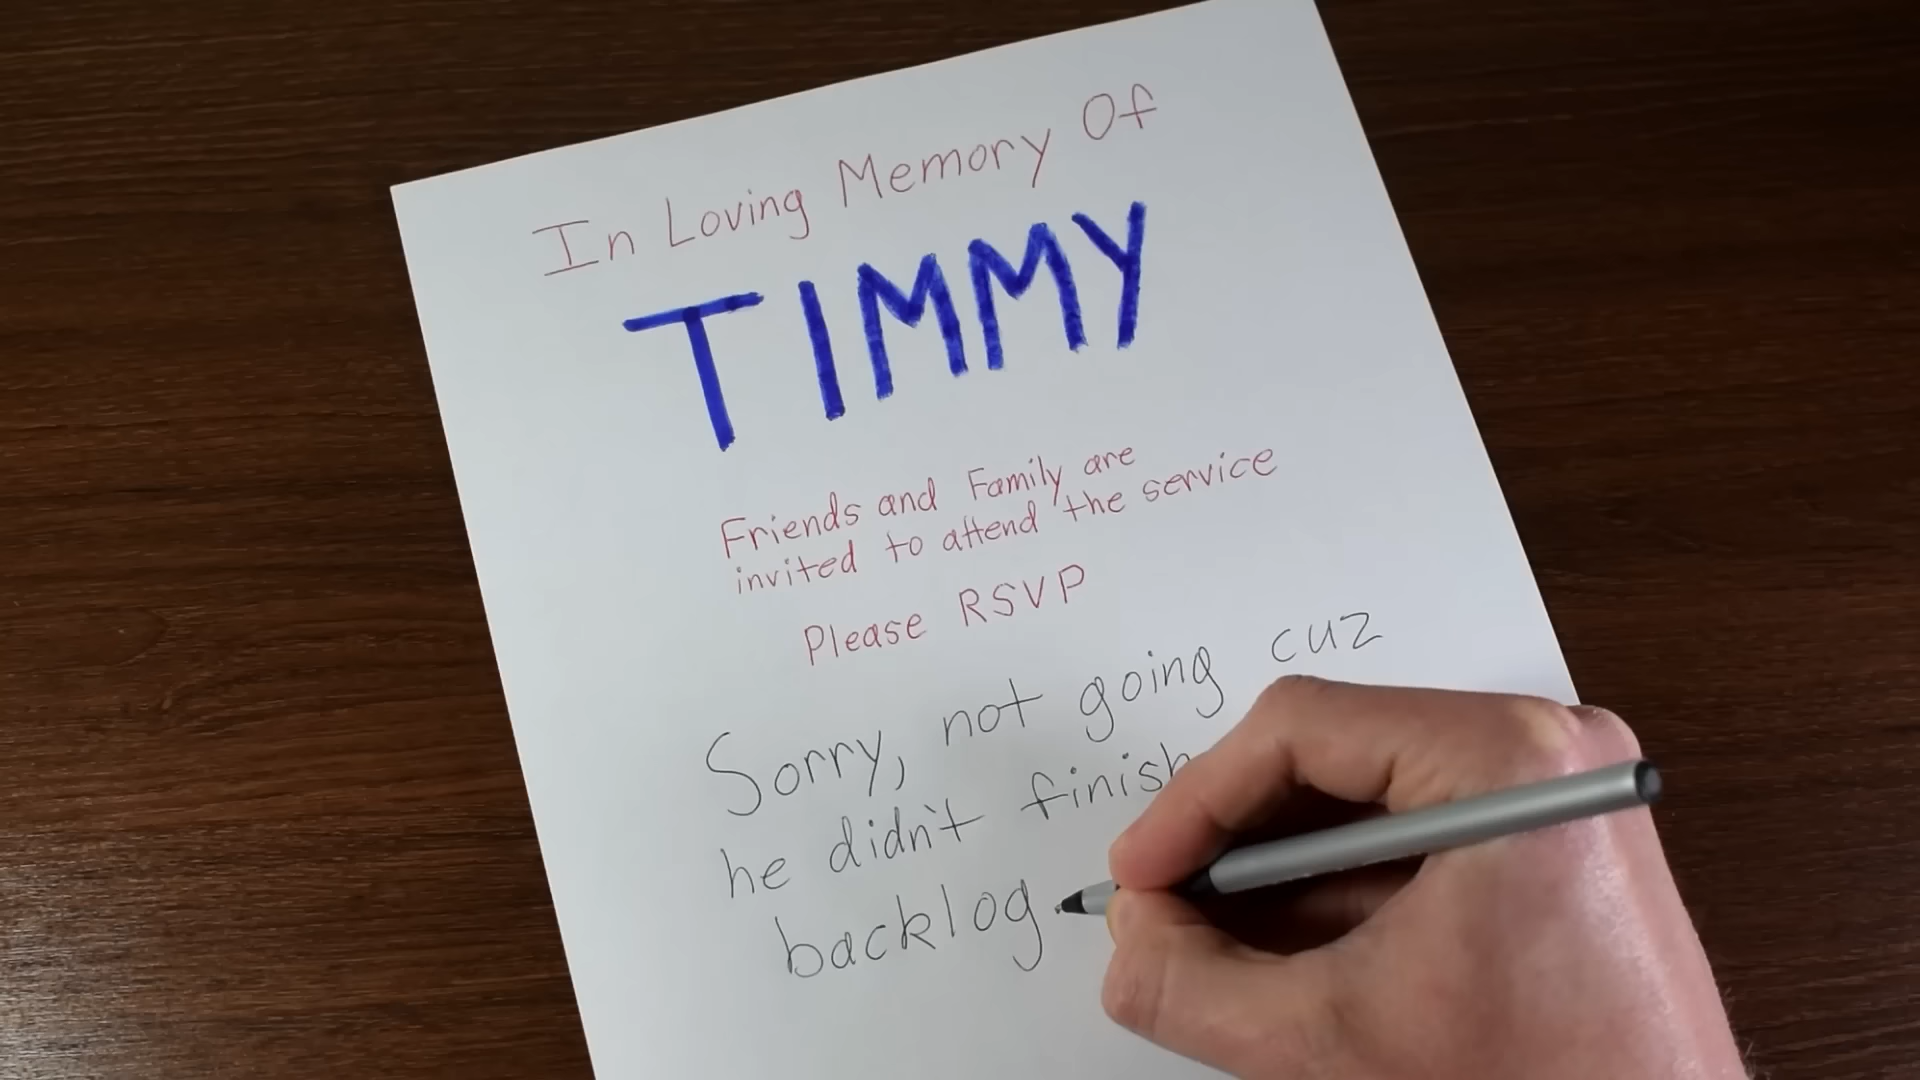 In Loving Memory Of
TIMMY
Friends and Family are
invited to attend the service
Please RSVP
Sorry, not going cuz
he didn't finish
backlog